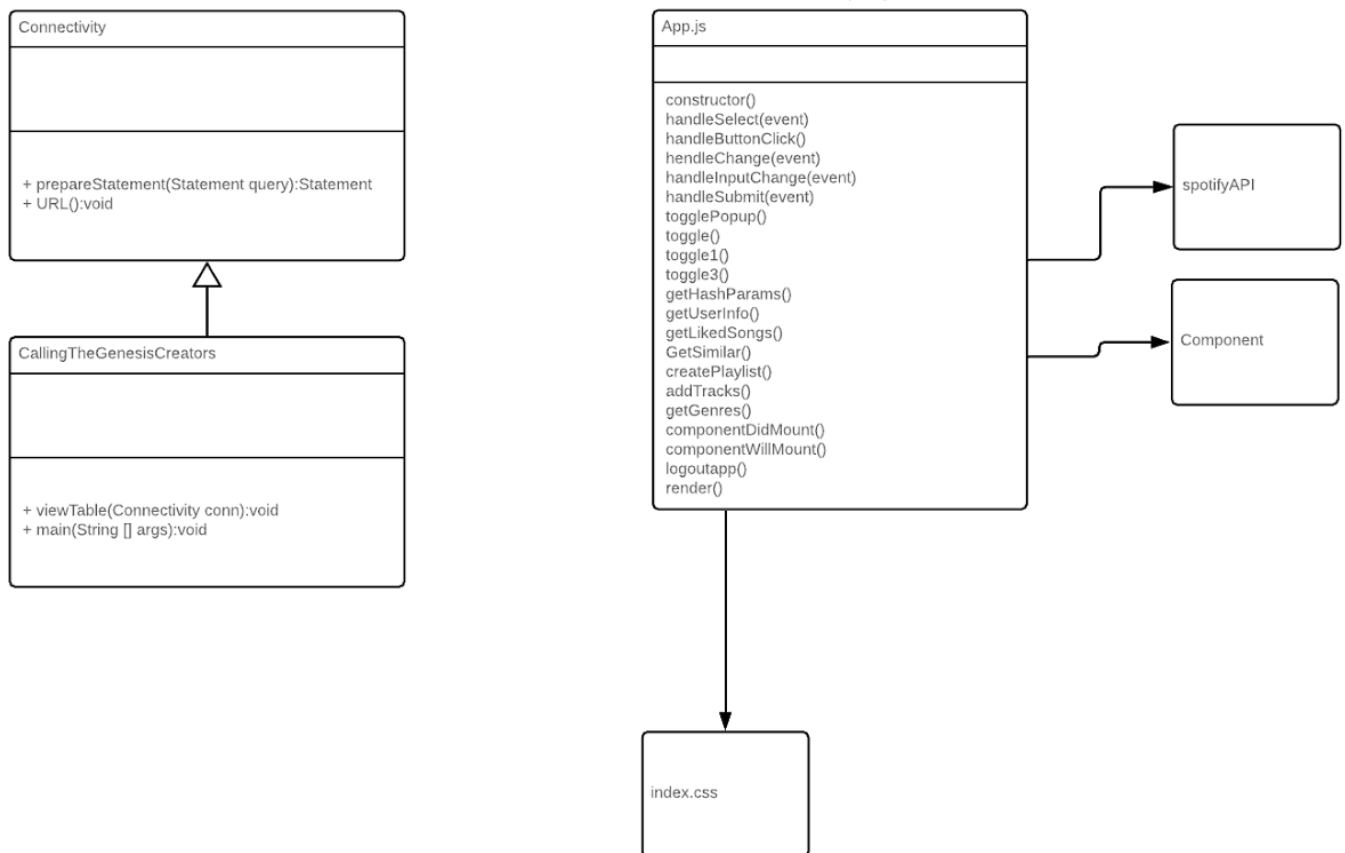 Connectivity
+ prepareStatement(Statement query):Statement
+ URL():void
CallingTheGenesisCreators
+ viewTable(Connectivity conn):void
+ main(String [] args):void
App.js
constructor()
handleSelect(event)
handleButtonClick()
hendleChange(event)
handleInputChange(event)
handleSubmit(event)
togglePopup()
toggle()
toggle1()
toggle3()
getHashParams()
getUserInfo()
getLikedSongs()
GetSimilar()
createPlaylist()
addTracks()
getGenres()
componentDidMount()
componentWillMount()
logoutapp()
render()
spotifyAPI
Component
index.css